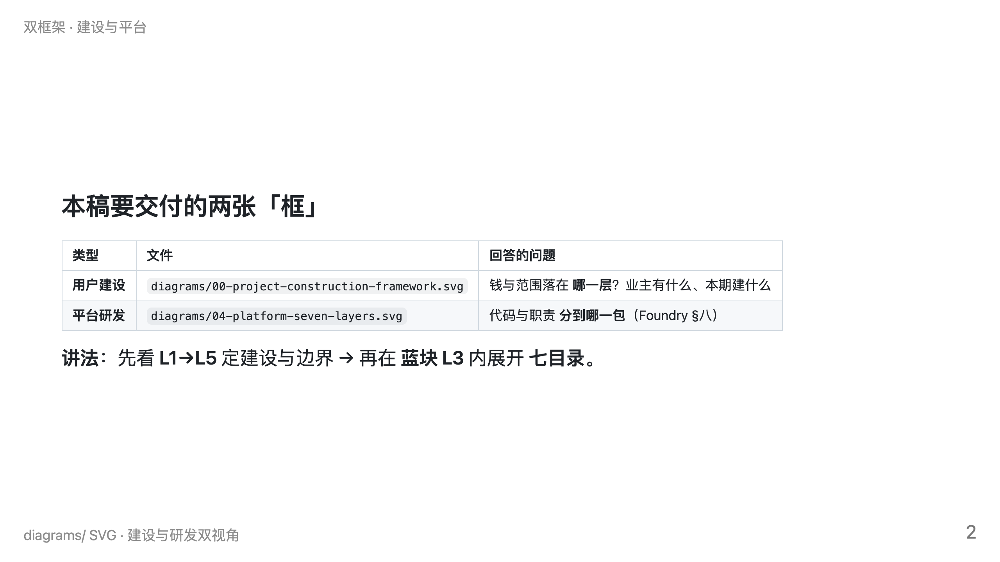 双框架 · 建设与平台
本稿要交付的两张「框」
类型 文件 回答的问题
用户建设 diagrams/00-project-construction-framework.svg 钱与范围落在 哪一层？业主有什么、本期建什么
平台研发 diagrams/04-platform-seven-layers.svg 代码与职责 分到哪一包（Foundry §八）
讲法：先看 L1→L5 定建设与边界 → 再在 蓝块 L3 内展开 七目录。
diagrams/ SVG · 建设与研发双视角
2